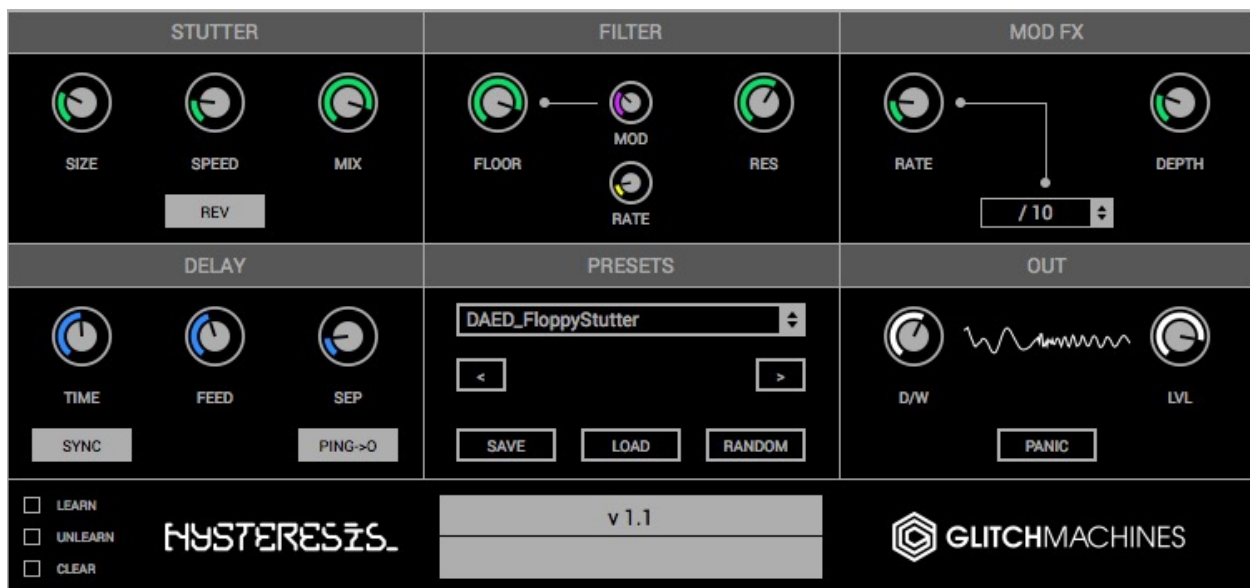 STUTTER
FILTER
MOD FX
SIZE
SPEED
MIX
REV
FLOOR
MOD
RATE
RES
RATE
DEPTH
/ 10
DELAY
PRESETS
OUT
TIME
FEED
SEP
SYNC
PING->O
DAED_FloppyStutter
<
>
SAVE
LOAD
RANDOM
D/W
LVL
PANIC
LEARN
UNLEARN
CLEAR
HYSTERESIS_
v 1.1
GLITCHMACHINES